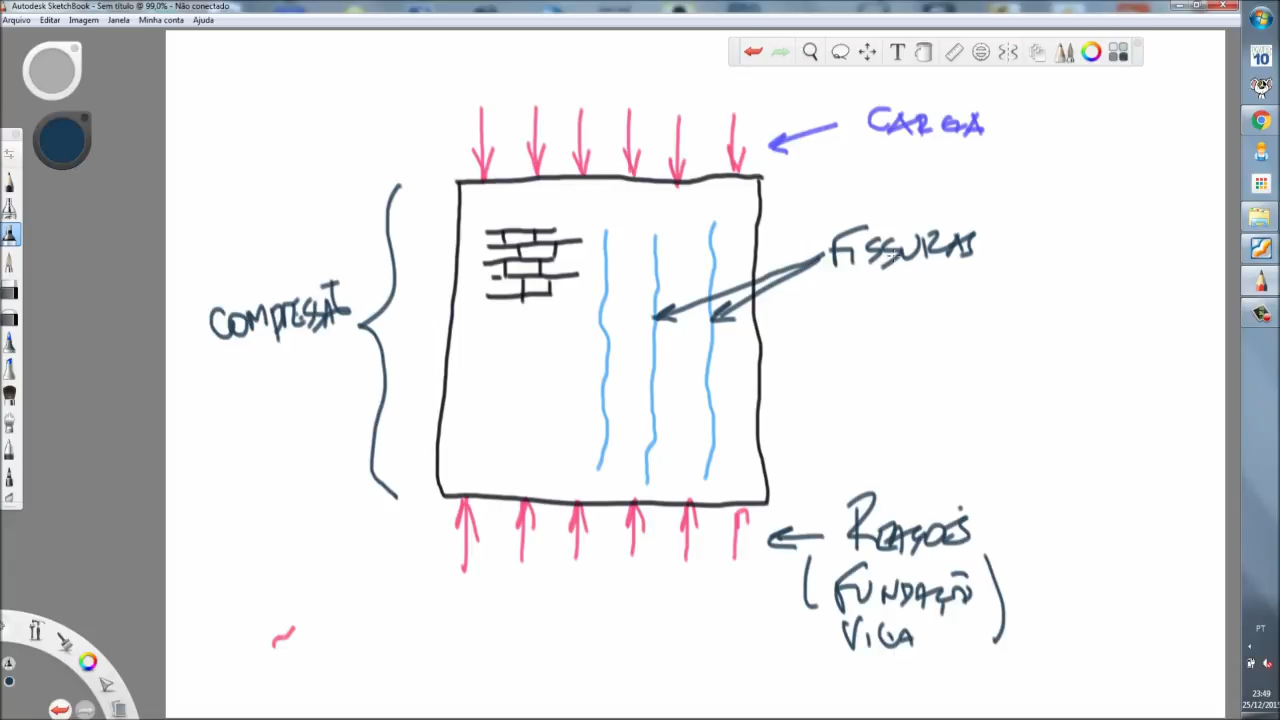 Autodesk SketchBook - Sem título @ 99,0% - Não conectado
Arquivo Editar Imagem Janela Minha conta Ajuda
CARGA
FISSURAS
COMPRESSÃO
REAÇÕES
(FUNDAÇÃO
VIGA)
10
PT
23:49